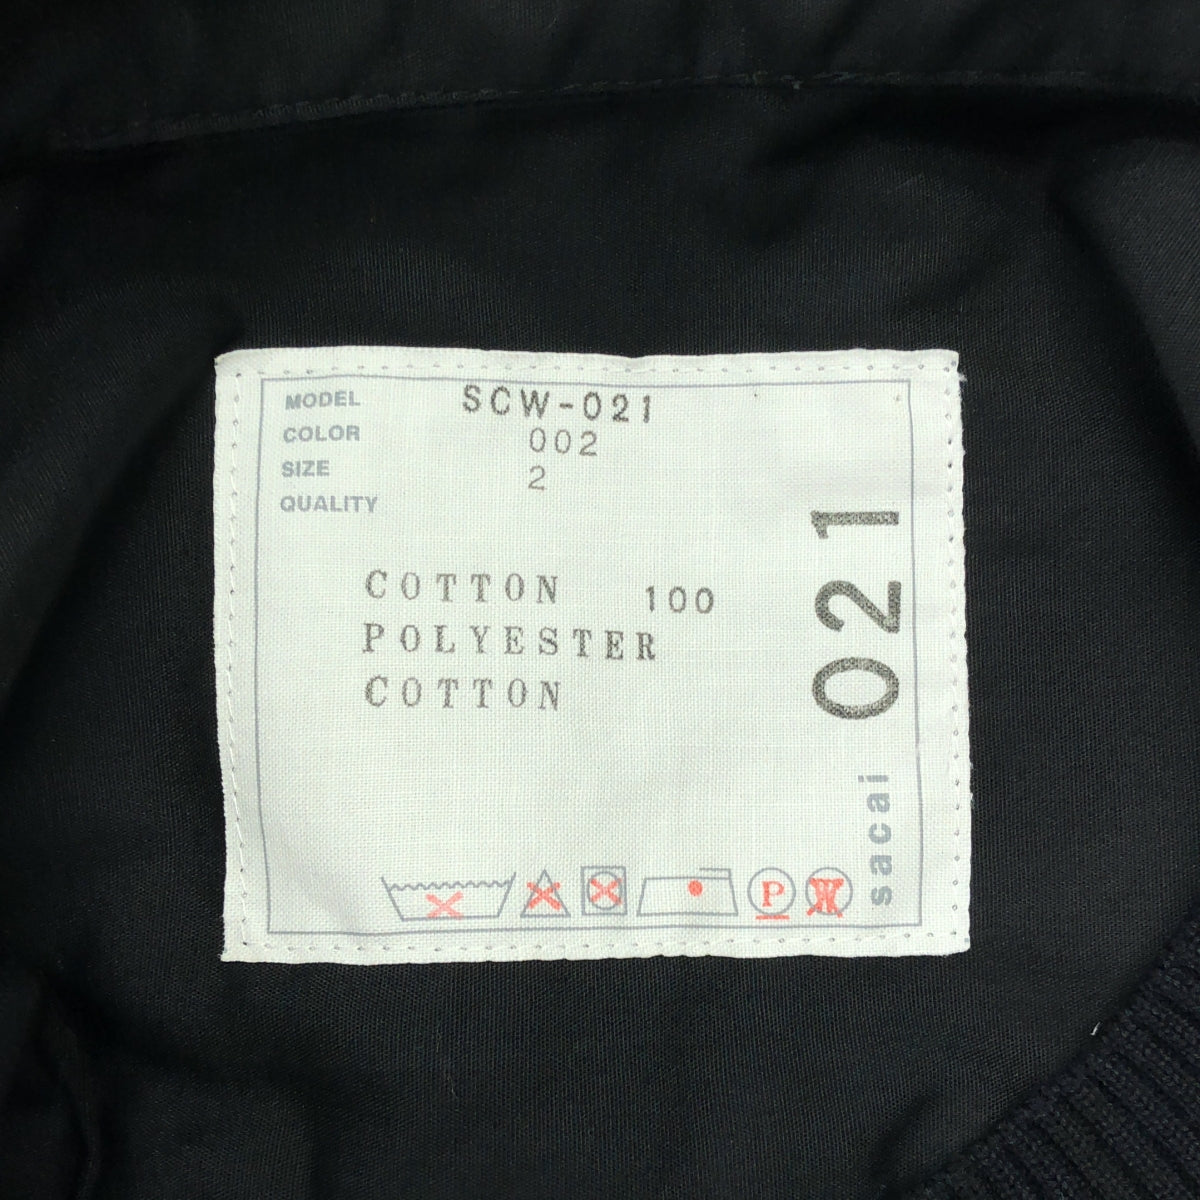 MODEL SCW-021
COLOR 002
SIZE 2
QUALITY
COTTON 100
POLYESTER
COTTON
021
sacai
P
W